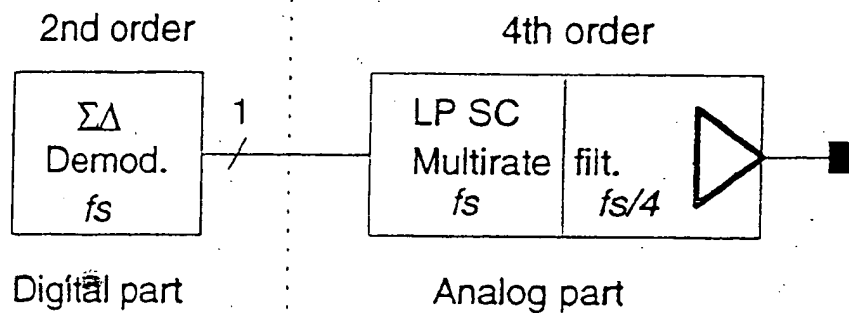 2nd order
4th order
ΣΔ
Demod.
fs
1
LP SC
Multirate filt.
fs
fs/4
Digital part
Analog part